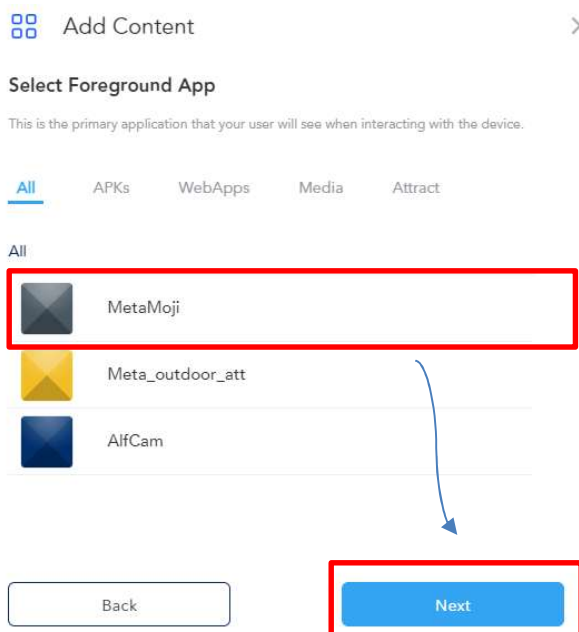 Add Content
Select Foreground App
This is the primary application that your user will see when interacting with the device.
All APKs WebApps Media Attract
All
MetaMoji
Meta_outdoor_att
AlfCam
Back Next